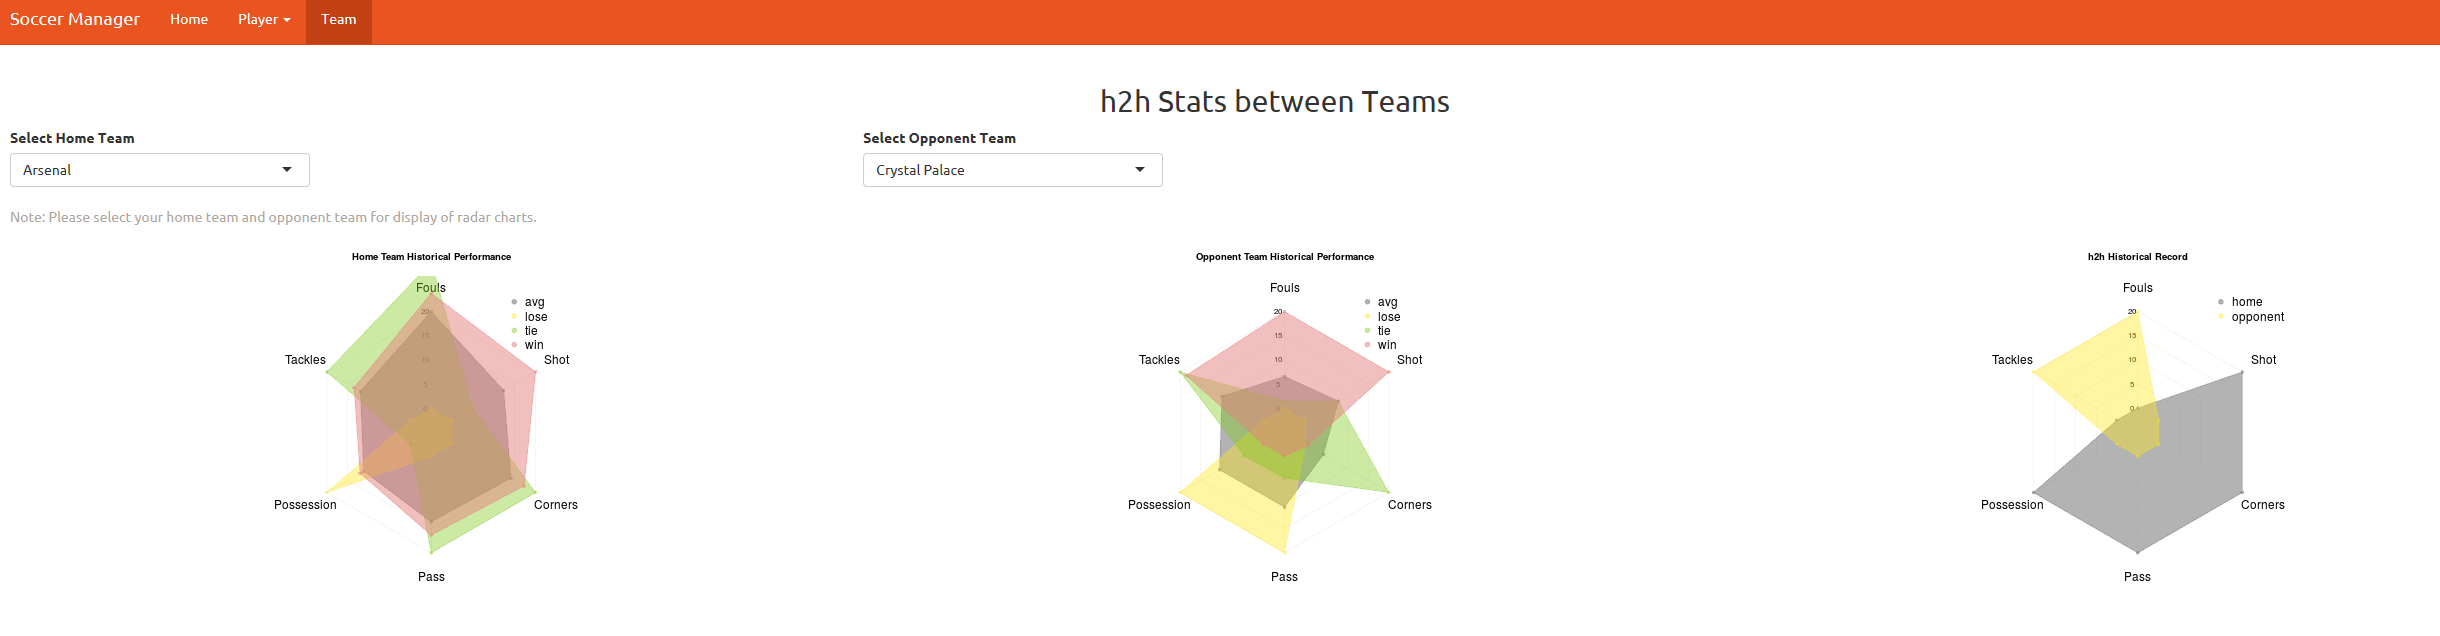 Soccer Manager Home Player Team
h2h Stats between Teams
Select Home Team
Arsenal
Select Opponent Team
Crystal Palace
Note: Please select your home team and opponent team for display of radar charts.
Home Team Historical Performance
Fouls
avg
lose
tie
win
20
15
10
5
0
Tackles
Shot
Possession
Corners
Pass
Opponent Team Historical Performance
Fouls
avg
lose
tie
win
20
15
10
5
0
Tackles
Shot
Possession
Corners
Pass
h2h Historical Record
Fouls
home
opponent
20
15
10
5
0
Tackles
Shot
Possession
Corners
Pass